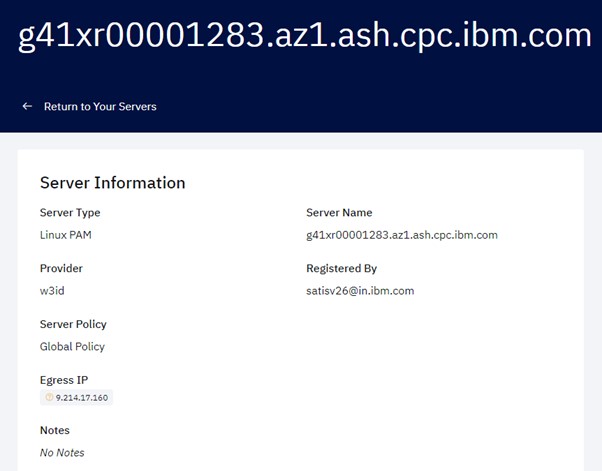 g41xr00001283.az1.ash.cpc.ibm.com
← Return to Your Servers
Server Information
Server Type
Linux PAM
Server Name
g41xr00001283.az1.ash.cpc.ibm.com
Provider
w3id
Registered By
satisv26@in.ibm.com
Server Policy
Global Policy
Egress IP
9.214.17.160
Notes
No Notes